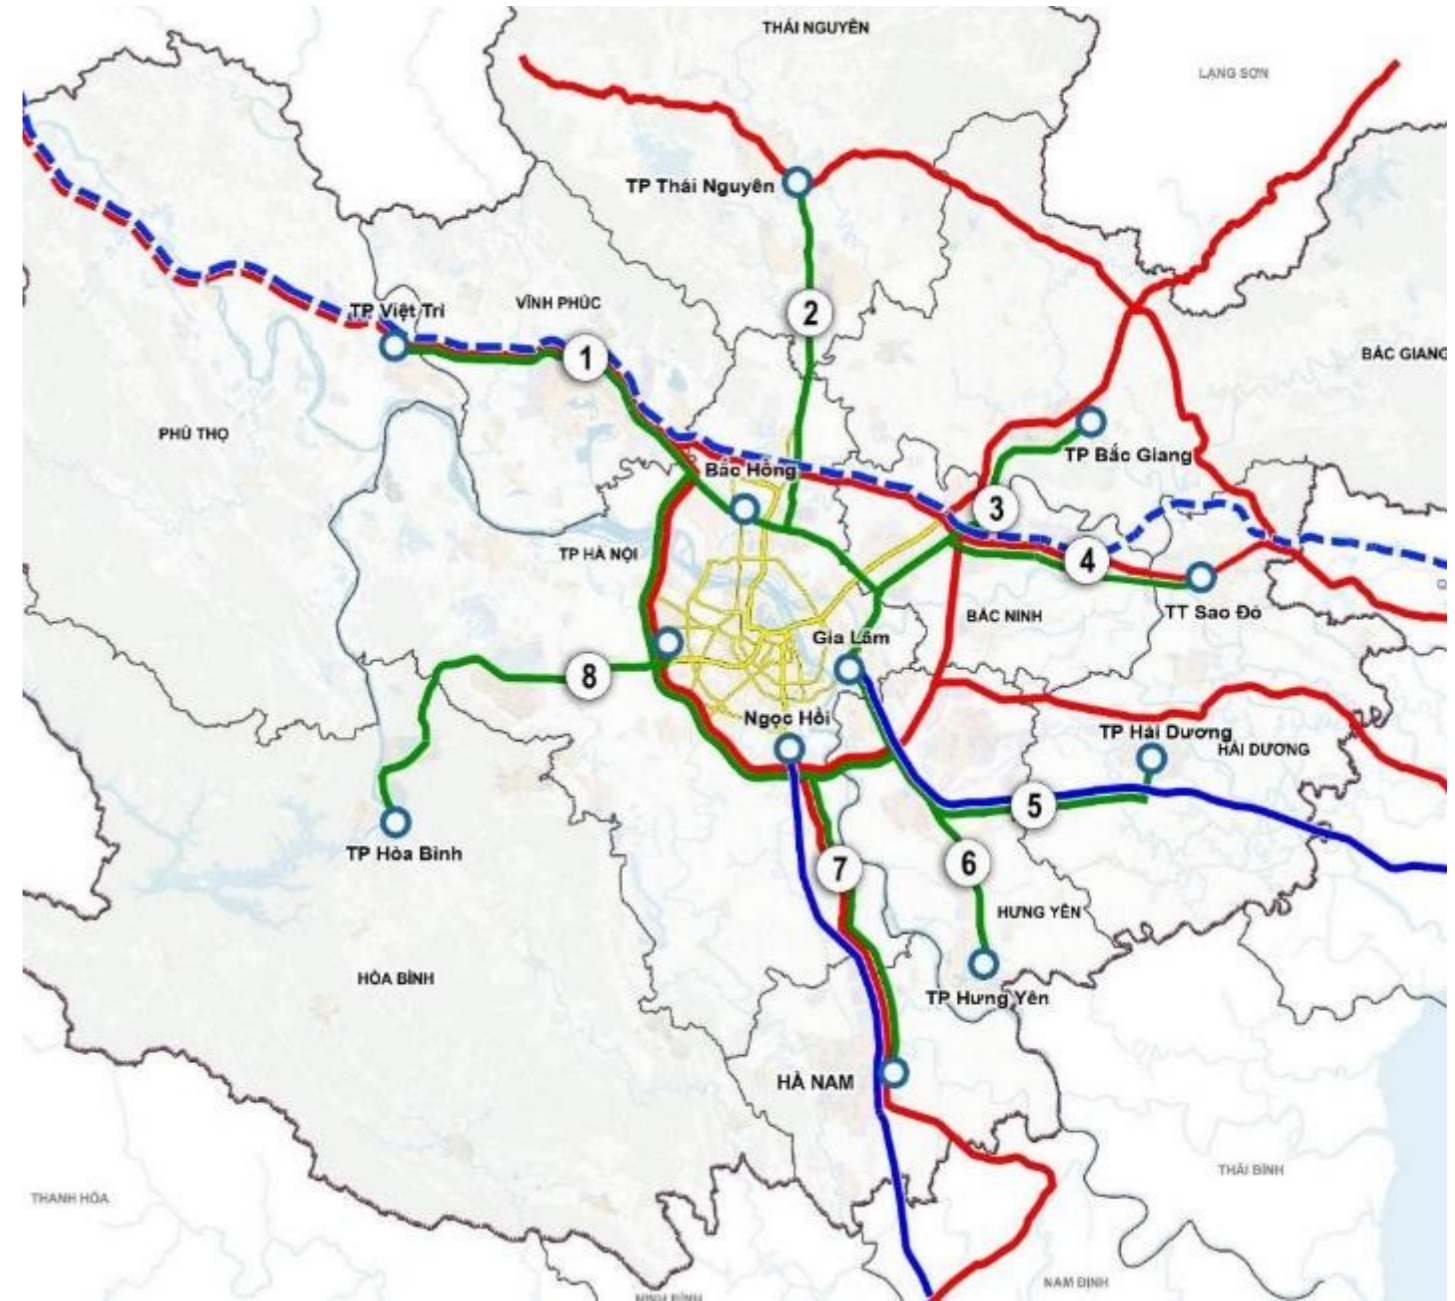 THÁI NGUYÊN
LẠNG SƠN
TP Thái Nguyên
VĨNH PHÚC
TP Việt Trì
2
1
BẮC GIANG
PHÚ THỌ
TP Bắc Giang
Bắc Hồng
3
TP HÀ NỘI
4
BẮC NINH
TT Sao Đỏ
Gia Lâm
8
Ngọc Hồi
TP Hải Dương
HẢI DƯƠNG
5
TP Hòa Bình
7
6
HƯNG YÊN
HÒA BÌNH
TP Hưng Yên
HÀ NAM
THÁI BÌNH
THANH HÓA
NAM ĐỊNH
NINH BÌNH